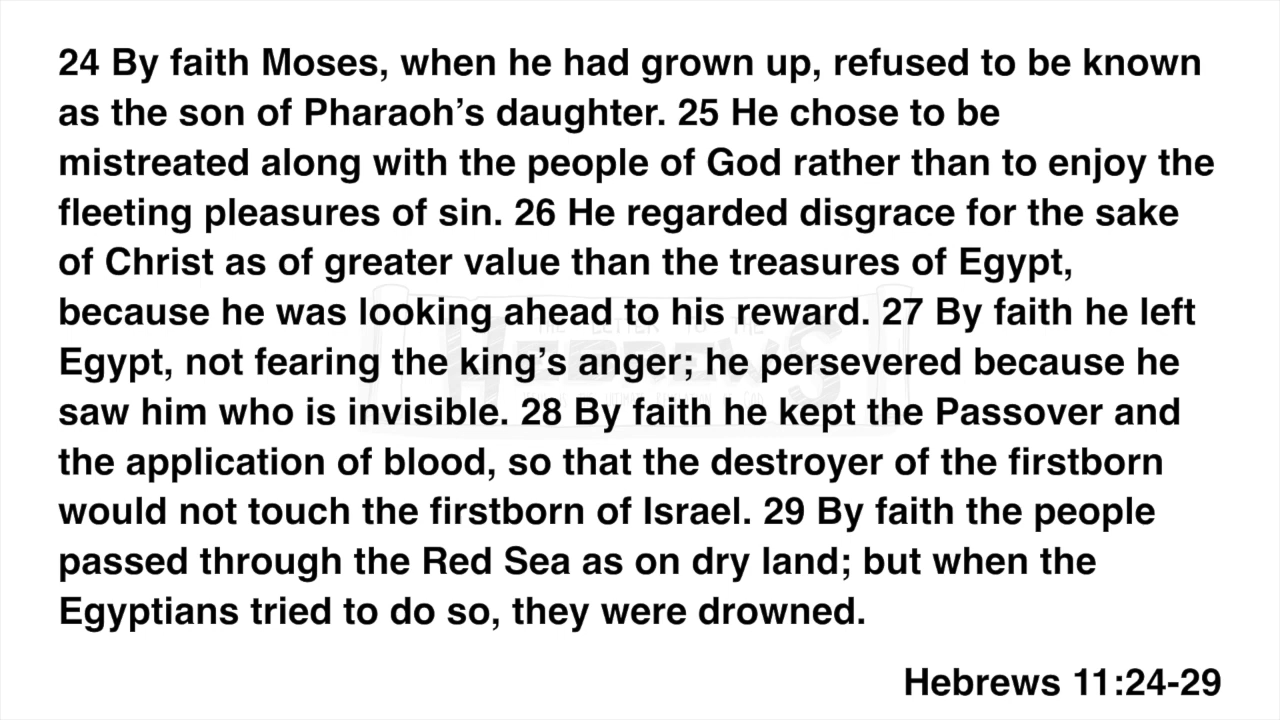 24 By faith Moses, when he had grown up, refused to be known
as the son of Pharaoh’s daughter. 25 He chose to be
mistreated along with the people of God rather than to enjoy the
fleeting pleasures of sin. 26 He regarded disgrace for the sake
of Christ as of greater value than the treasures of Egypt,
because he was looking ahead to his reward. 27 By faith he left
Egypt, not fearing the king’s anger; he persevered because he
saw him who is invisible. 28 By faith he kept the Passover and
the application of blood, so that the destroyer of the firstborn
would not touch the firstborn of Israel. 29 By faith the people
passed through the Red Sea as on dry land; but when the
Egyptians tried to do so, they were drowned.
Hebrews 11:24-29
THE LETTER TO THE
HEBREWS